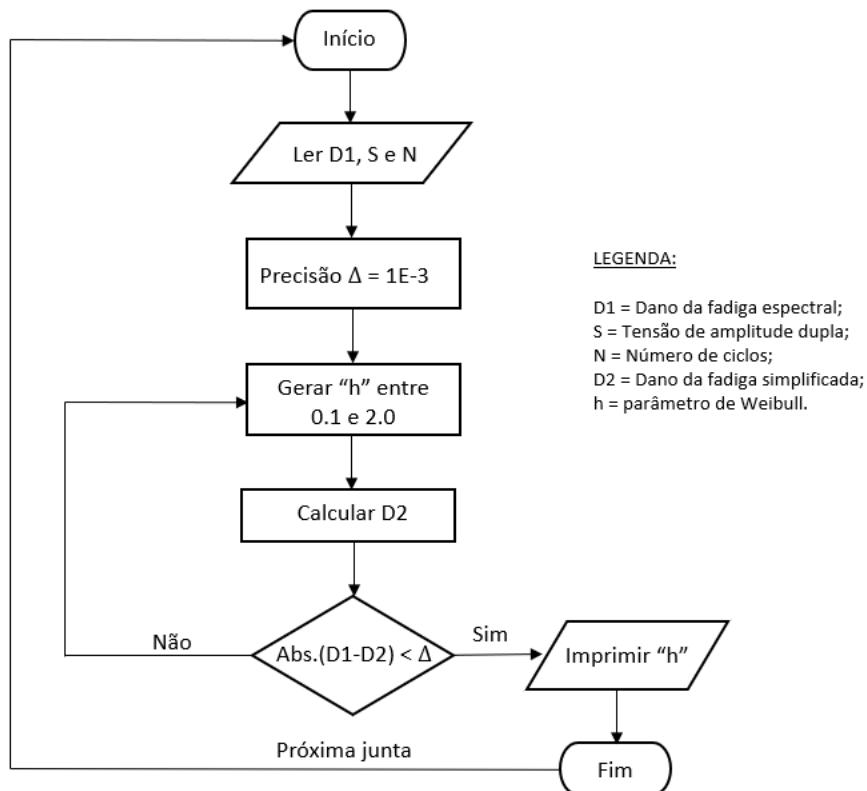 Início
Ler D1, S e N
Precisão Δ = 1E-3
LEGENDA:
D1 = Dano da fadiga espectral;
S = Tensão de amplitude dupla;
N = Número de ciclos;
D2 = Dano da fadiga simplificada;
h = parâmetro de Weibull.
Gerar “h” entre
0.1 e 2.0
Calcular D2
Não
Abs.(D1-D2) < Δ
Sim
Imprimir “h”
Próxima junta
Fim